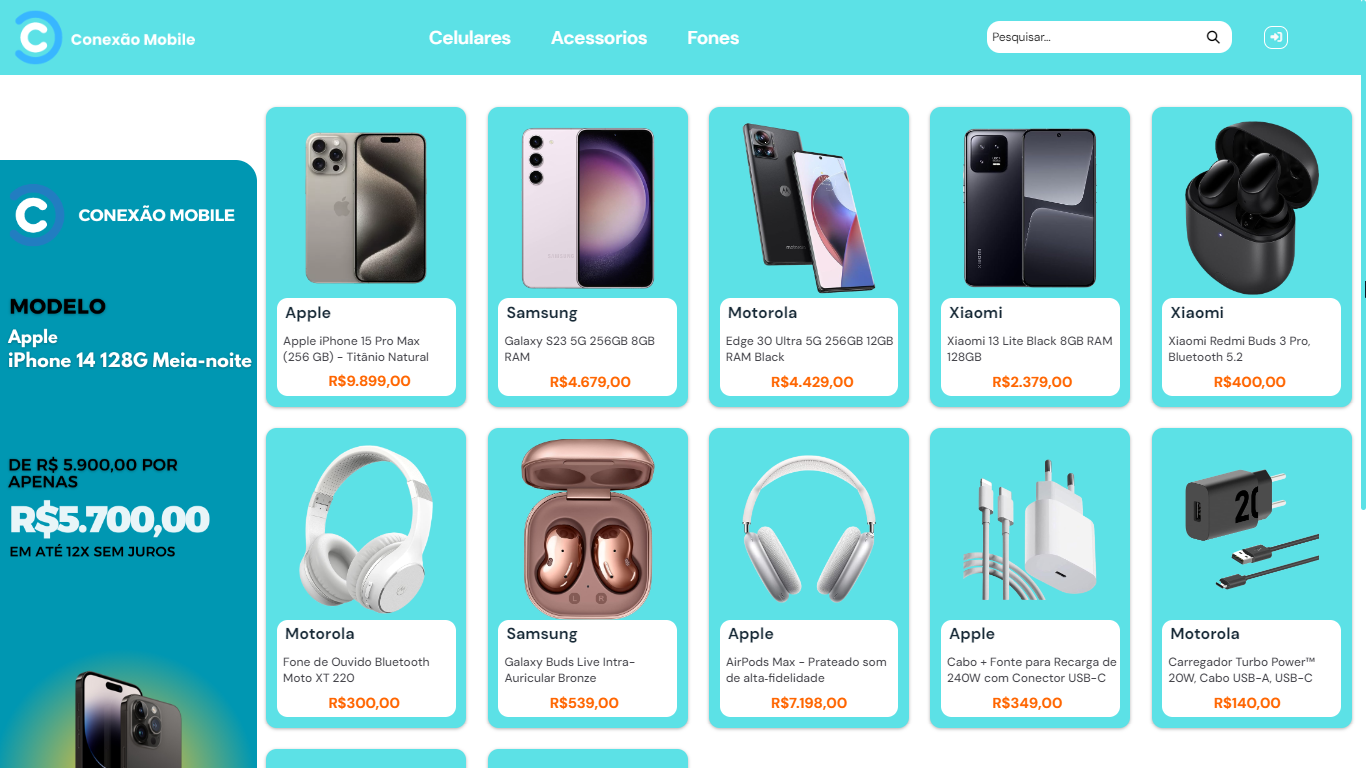 Conexão Mobile
Celulares
Acessorios
Fones
Pesquisar...
CONEXÃO MOBILE
MODELO
Apple
iPhone 14 128G Meia-noite
DE R$ 5.900,00 POR
APENAS
R$5.700,00
EM ATÉ 12X SEM JUROS
Apple
Apple iPhone 15 Pro Max
(256 GB) - Titânio Natural
R$9.899,00
Samsung
Galaxy S23 5G 256GB 8GB
RAM
R$4.679,00
Motorola
Edge 30 Ultra 5G 256GB 12GB
RAM Black
R$4.429,00
Xiaomi
Xiaomi 13 Lite Black 8GB RAM
128GB
R$2.379,00
Xiaomi
Xiaomi Redmi Buds 3 Pro,
Bluetooth 5.2
R$400,00
Motorola
Fone de Ouvido Bluetooth
Moto XT 220
R$300,00
Samsung
Galaxy Buds Live Intra-
Auricular Bronze
R$539,00
Apple
AirPods Max - Prateado som
de alta-fidelidade
R$7.198,00
Apple
Cabo + Fonte para Recarga de
240W com Conector USB-C
R$349,00
20
Motorola
Carregador Turbo Power™
20W, Cabo USB-A, USB-C
R$140,00